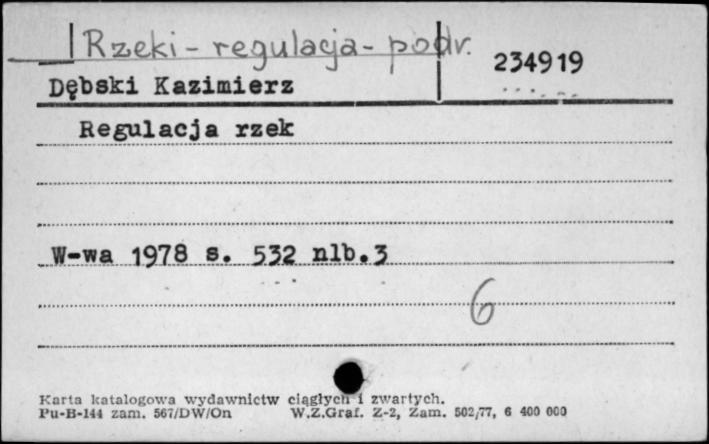 Rzeki - regulacja - podr.
234919
Dębski Kazimierz
Regulacja rzek
W-wa 1978 s. 532 nlb.3
6
Karta katalogowa wydawnictw ciągłych i zwartych.
Pu-B-144 zam. 567/DW/On W.Z.Graf. Z-2, Zam. 502/77, 6 400 000